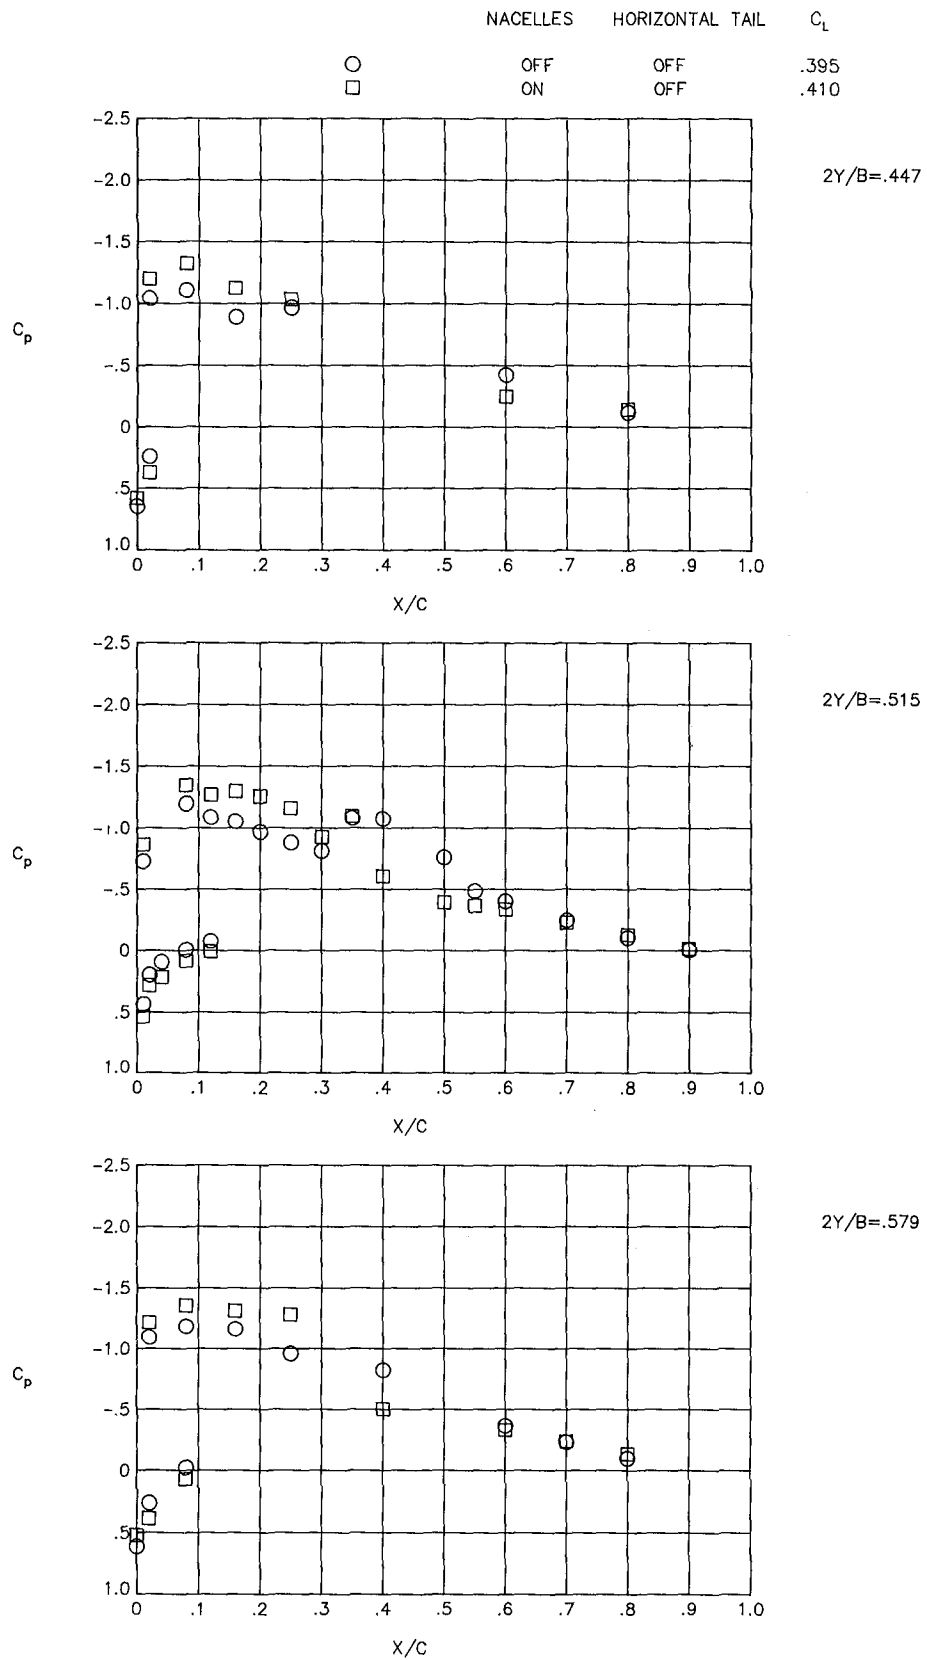 NACELLES HORIZONTAL TAIL C_L
OFF OFF .395
ON OFF .410
-2.5
-2.0
-1.5
-1.0
-.5
0
.5
1.0
C_p
0 .1 .2 .3 .4 .5 .6 .7 .8 .9 1.0
X/C
2Y/B=.447
-2.5
-2.0
-1.5
-1.0
-.5
0
.5
1.0
C_p
0 .1 .2 .3 .4 .5 .6 .7 .8 .9 1.0
X/C
2Y/B=.515
-2.5
-2.0
-1.5
-1.0
-.5
0
.5
1.0
C_p
0 .1 .2 .3 .4 .5 .6 .7 .8 .9 1.0
X/C
2Y/B=.579